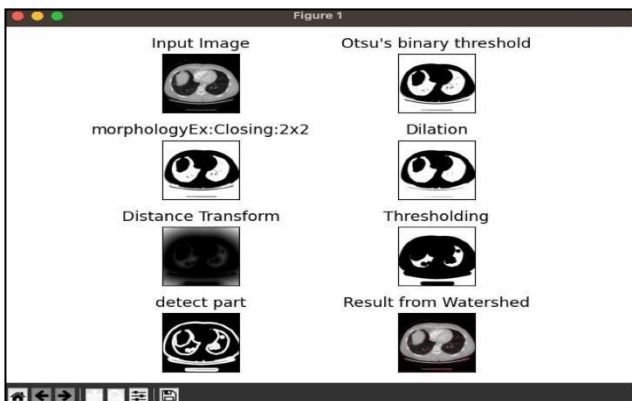 Figure 1
Input Image
Otsu's binary threshold
morphologyEx:Closing:2x2
Dilation
Distance Transform
Thresholding
detect part
Result from Watershed